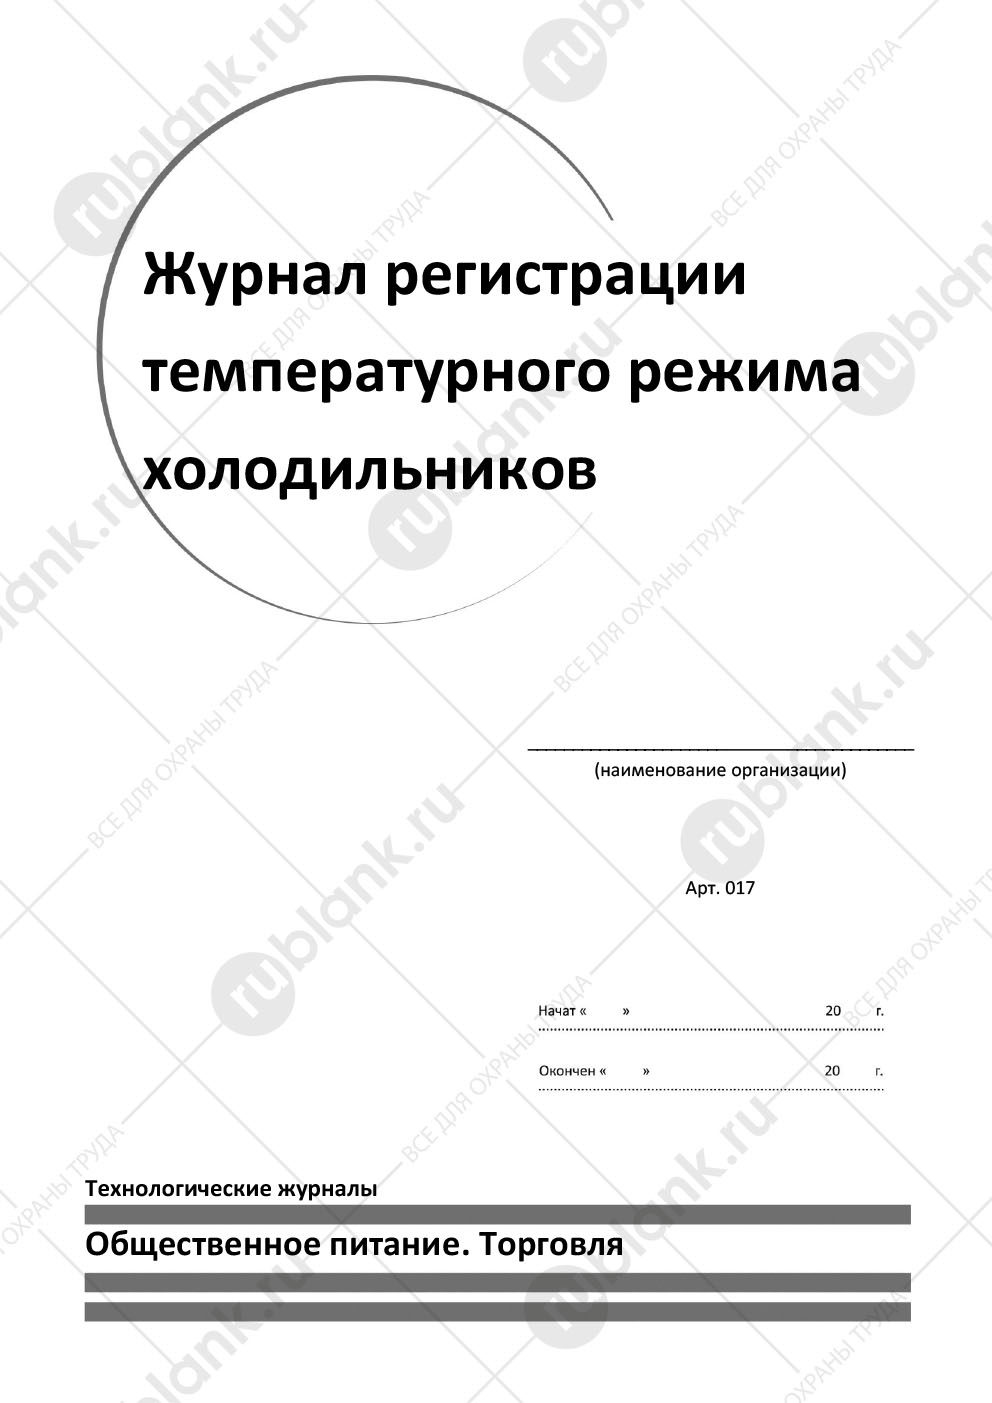 Журнал регистрации
температурного режима
холодильников
(наименование организации)
Арт. 017
Начат « » 20 г.
Окончен « » 20 г.
Технологические журналы
Общественное питание. Торговля
rublank.ru
ВСЕ ДЛЯ ОХРАНЫ ТРУДА